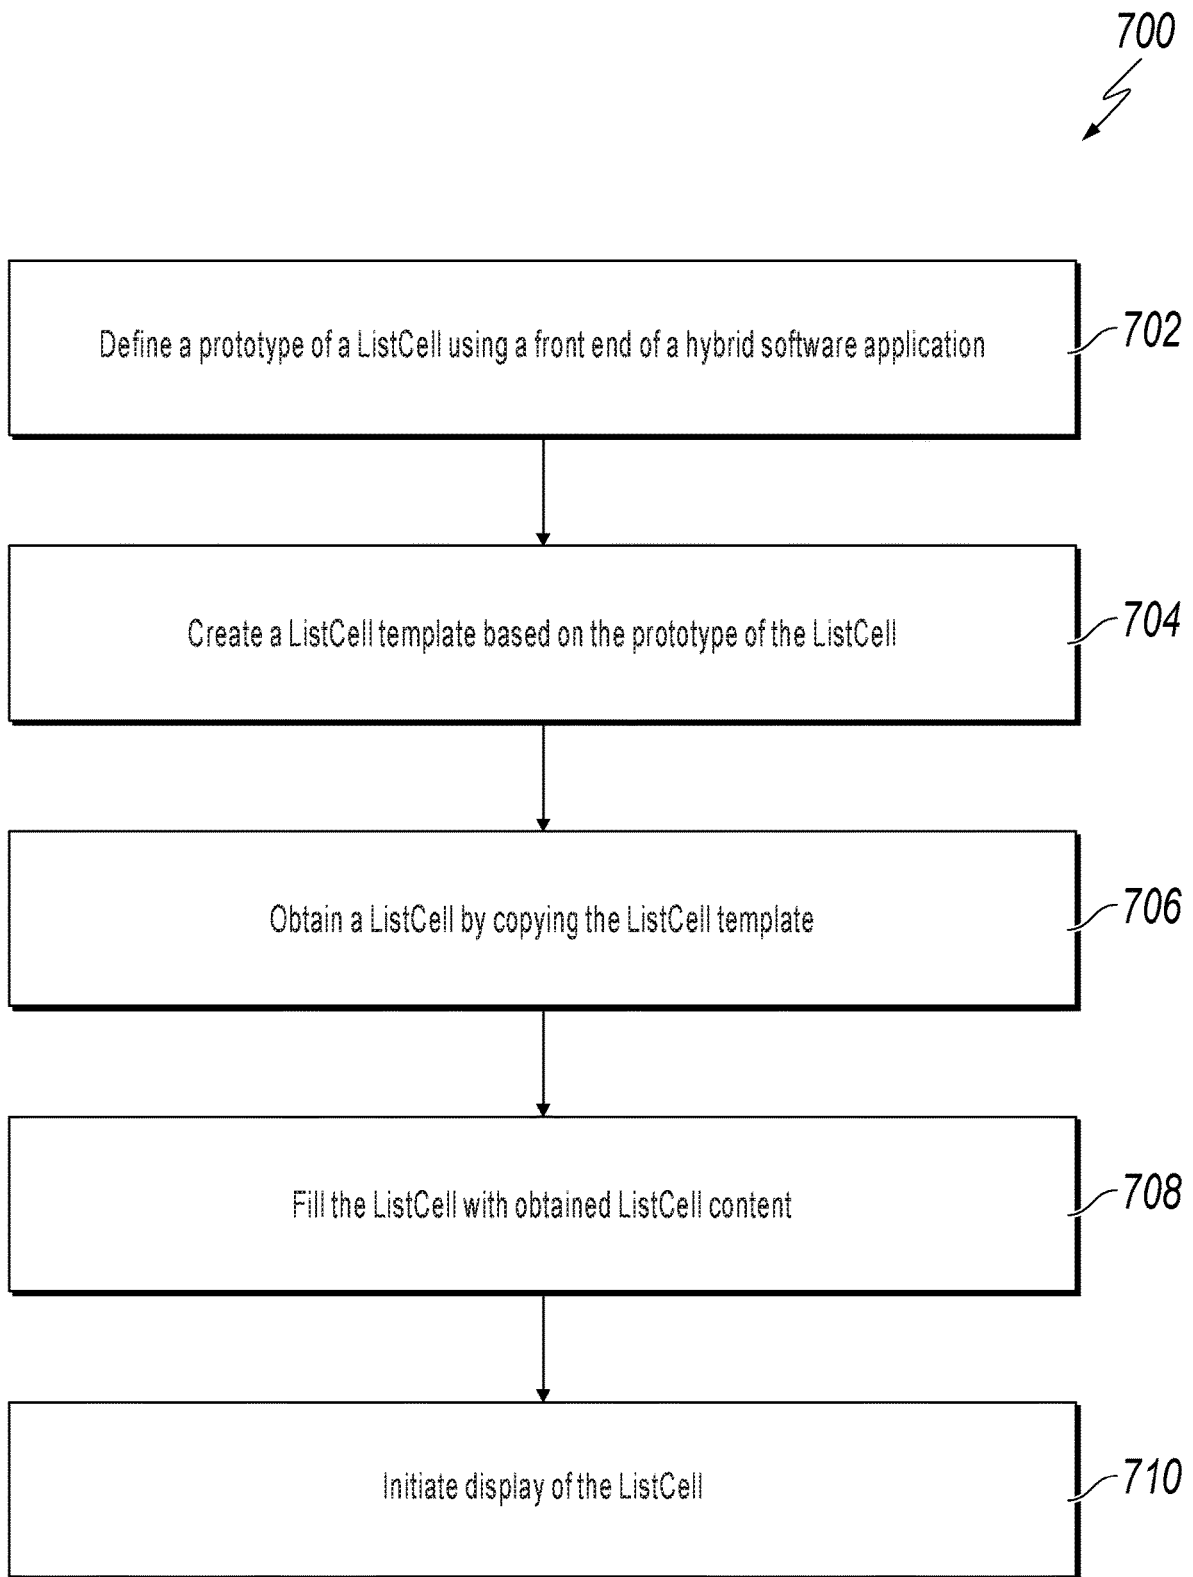 700
Define a prototype of a ListCell using a front end of a hybrid software application
702
Create a ListCell template based on the prototype of the ListCell
704
Obtain a ListCell by copying the ListCell template
706
Fill the ListCell with obtained ListCell content
708
Initiate display of the ListCell
710